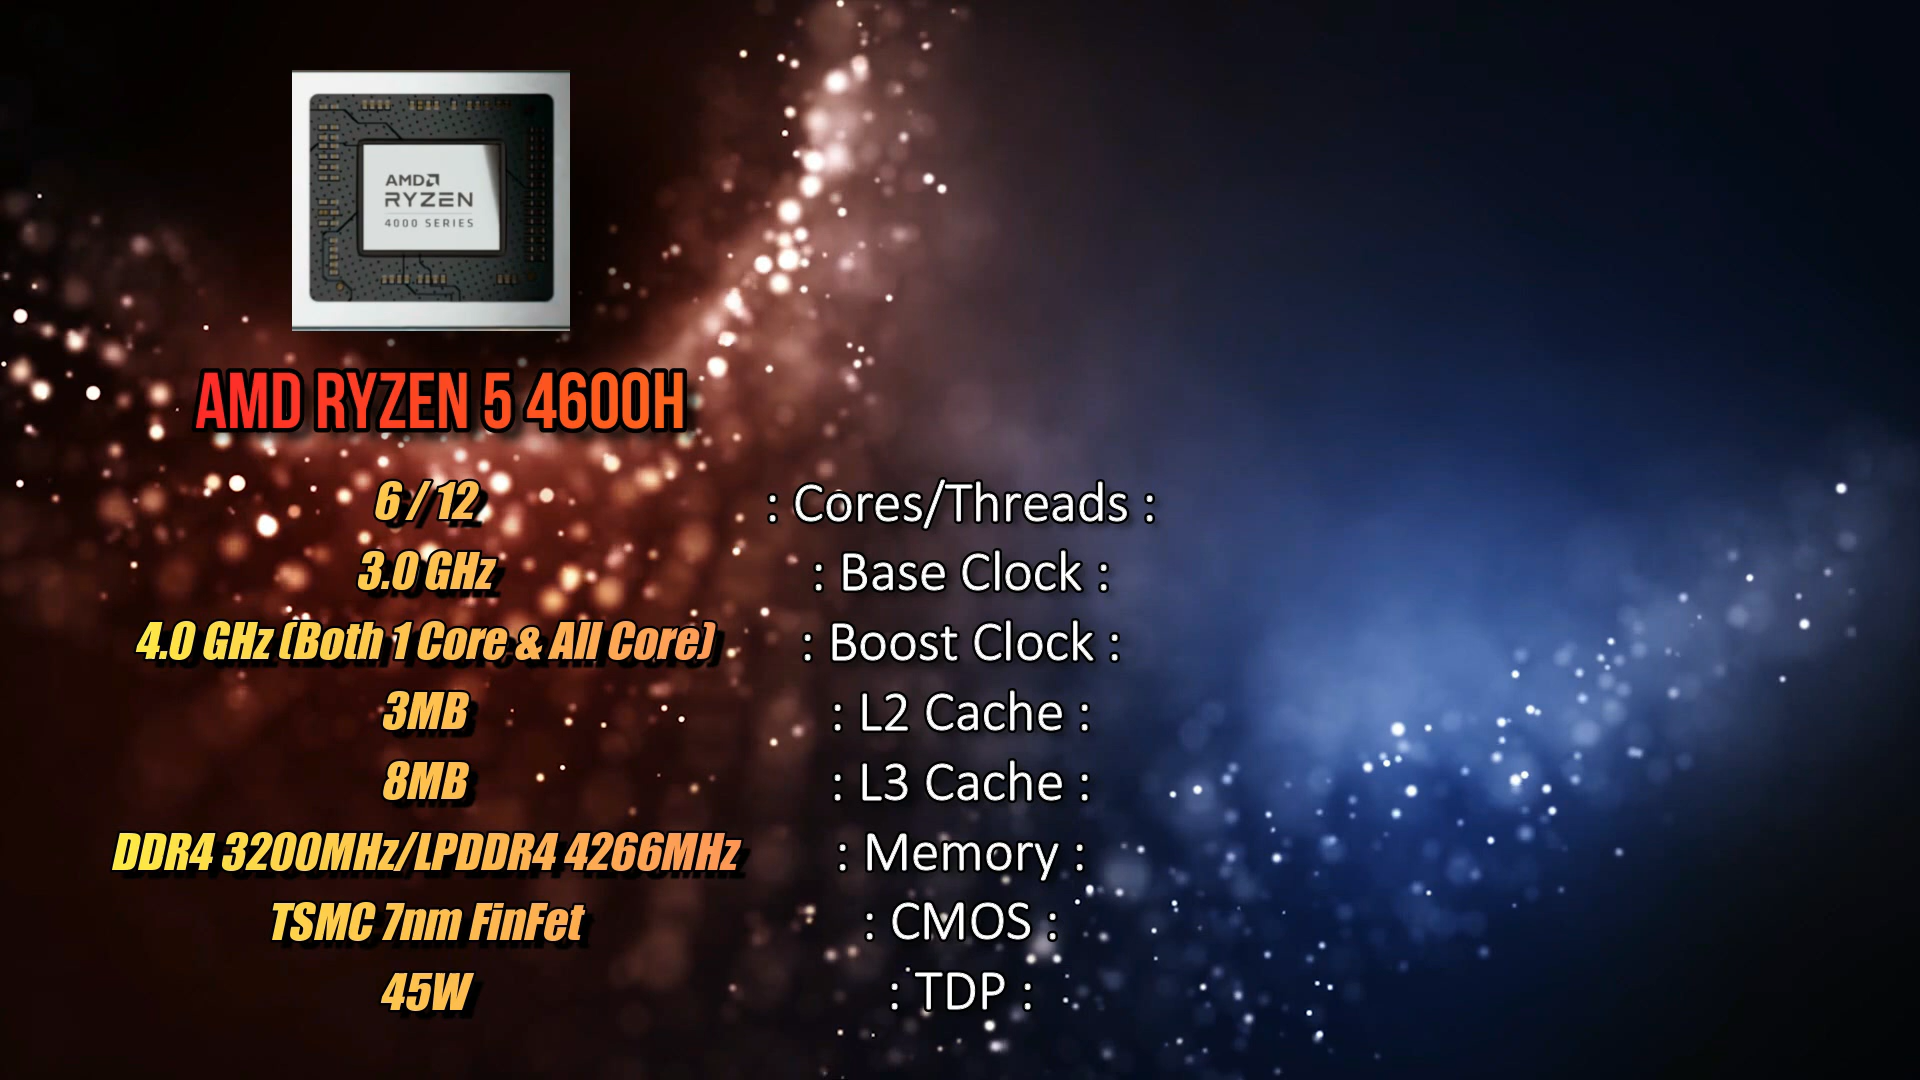 AMD
RYZEN
4000 SERIES
AMD RYZEN 5 4600H
6 / 12 : Cores/Threads :
3.0 GHz : Base Clock :
4.0 GHz (Both 1 Core & All Core) : Boost Clock :
3MB : L2 Cache :
8MB : L3 Cache :
DDR4 3200MHz/LPDDR4 4266MHz : Memory :
TSMC 7nm FinFet : CMOS :
45W : TDP :